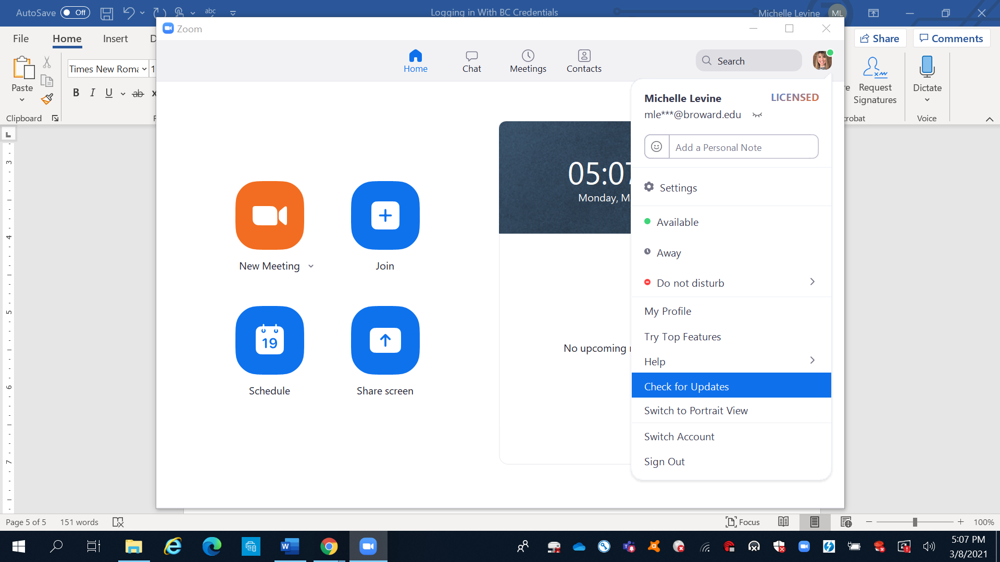 AutoSave Off
abc
Logging in With BC Credentials
Michelle Levine ML
File Home Insert D
Share Comments
Times New Roma 1
Paste
B I U ab x
Clipboard F
Request
Signatures
Dictate
robat
Voice
Zoom
Home Chat Meetings Contacts
Search
Michelle Levine LICENSED
mle***@broward.edu
Add a Personal Note
Settings
Available
Away
Do not disturb
My Profile
Try Top Features
Help
Check for Updates
Switch to Portrait View
Switch Account
Sign Out
05:07
Monday, M
No upcoming
New Meeting Join
19
Schedule Share screen
3
4
5
6
7
Page 5 of 5 151 words
Focus
100%
5:07 PM
3/8/2021